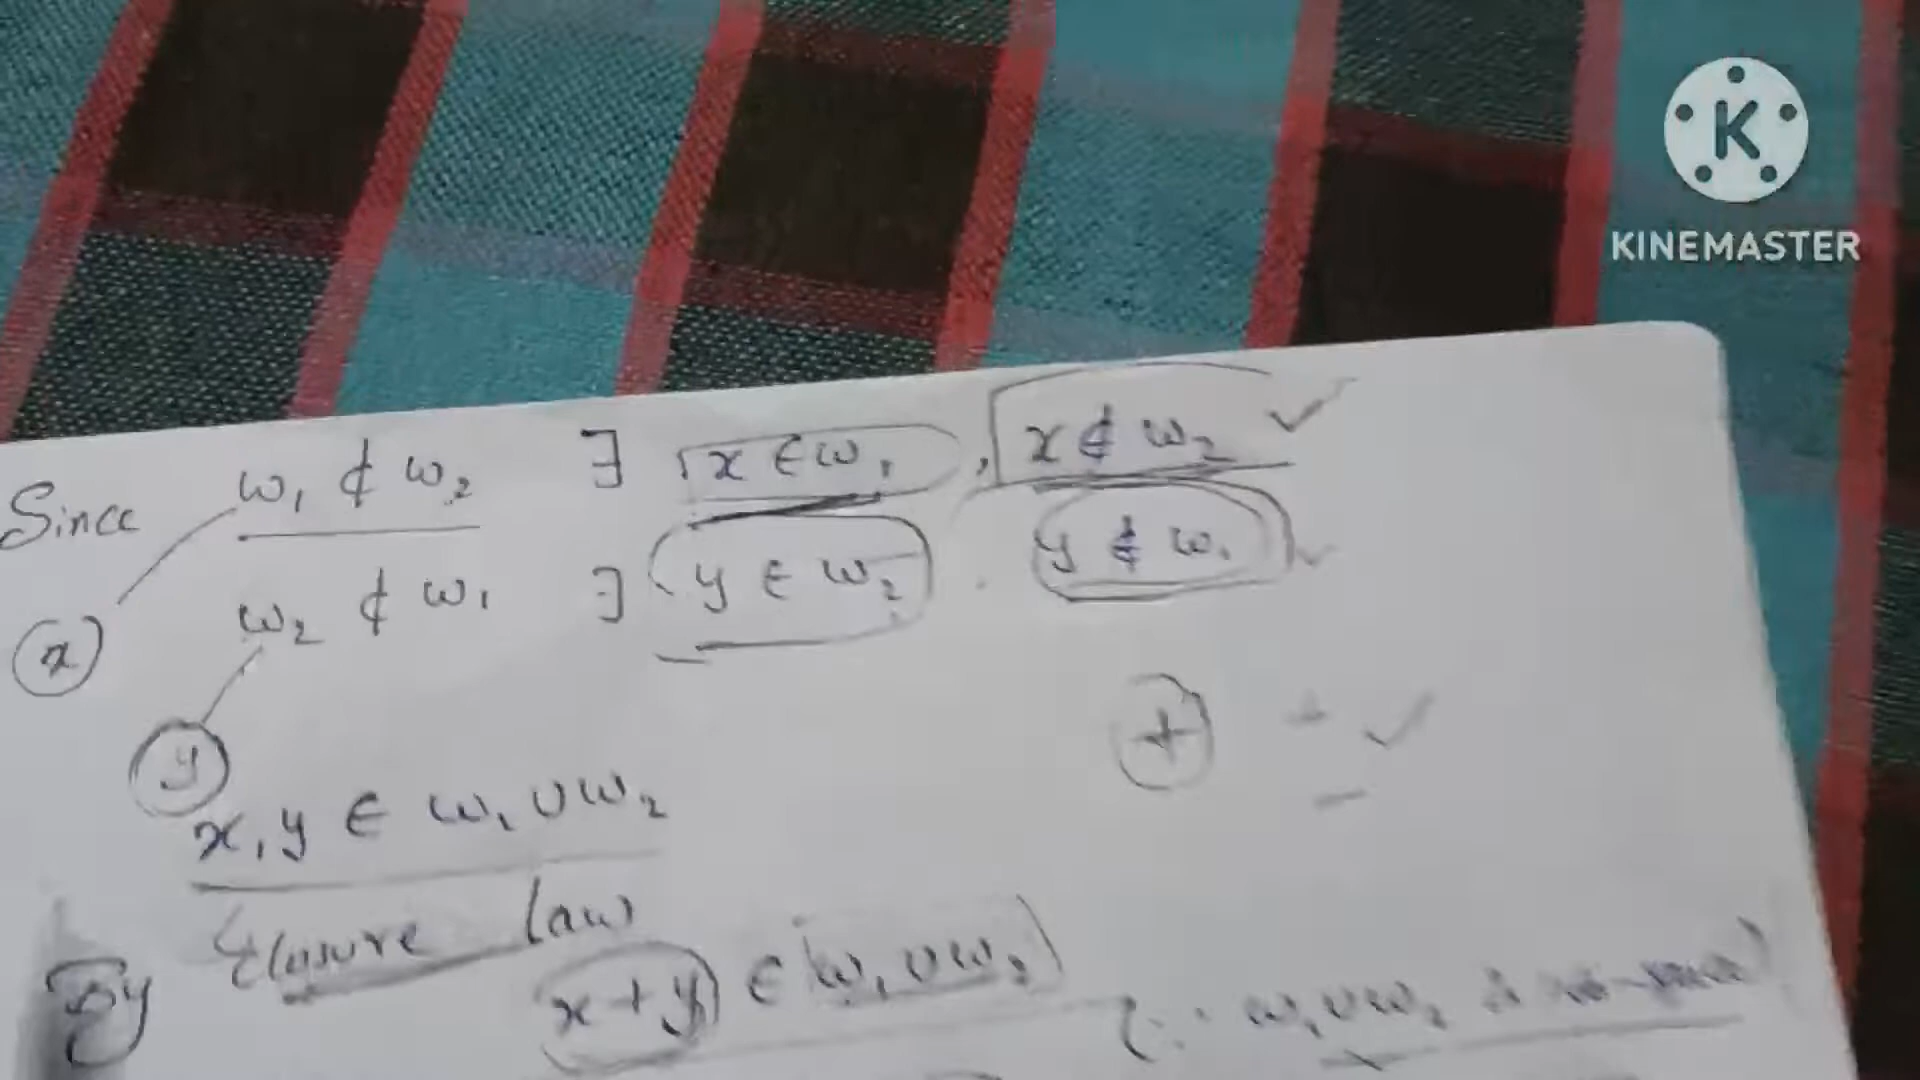 KINEMASTER
Since w₁ ⊄ w₂ ∃ x ∈ w₁, x ∉ w₂ ✓
w₂ ⊄ w₁ ∃ y ∈ w₂. y ∉ w₁ ✓
x
+ + ✓
y
x, y ∈ w₁ ∪ w₂
By closure law
x + y ∈ w₁ ∪ w₂ (∵ w₁ ∪ w₂